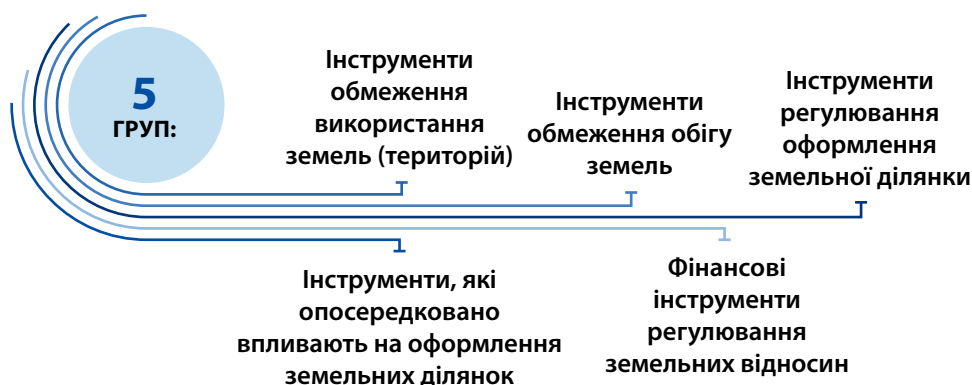 5
ГРУП:
Інструменти
обмеження
використання
земель (територій)
Інструменти
обмеження обігу
земель
Інструменти
регулювання
оформлення
земельної ділянки
Інструменти, які
опосередковано
впливають на оформлення
земельних ділянок
Фінансові
інструменти
регулювання
земельних відносин